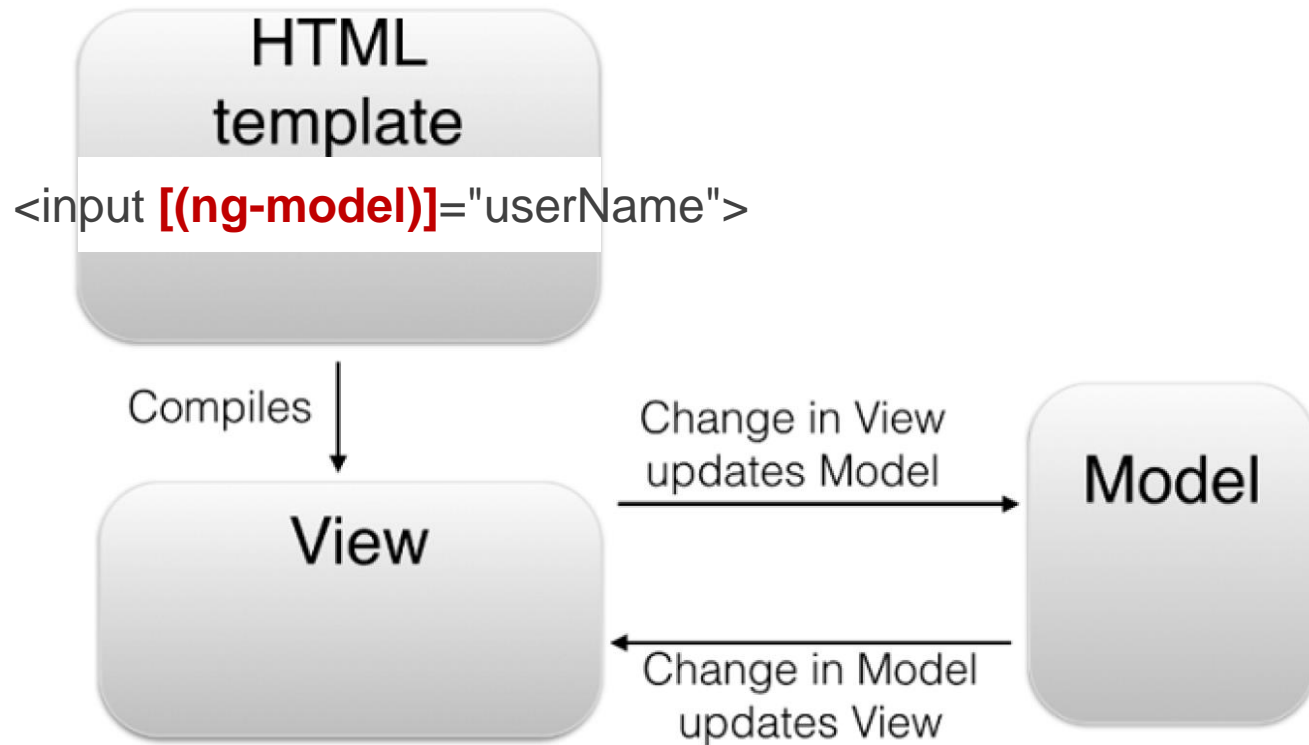 HTML
template
<input [(ng-model)]="userName">
Compiles
Change in View
updates Model
Model
View
Change in Model
updates View